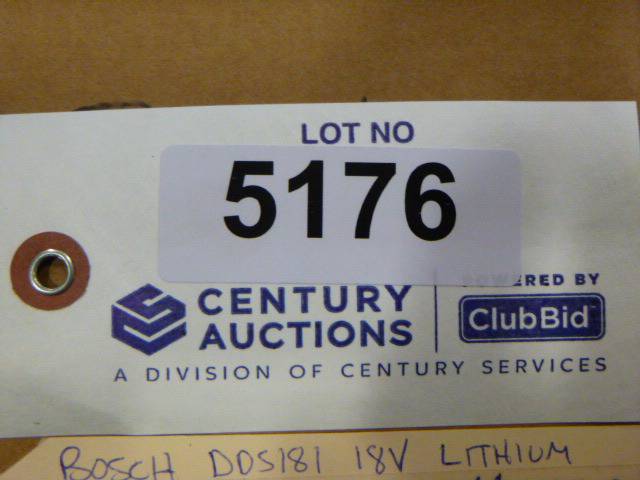 LOT NO
5176
CENTURY
AUCTIONS
POWERED BY
ClubBid
A DIVISION OF CENTURY SERVICES
BOSCH DDS181 18V LITHIUM